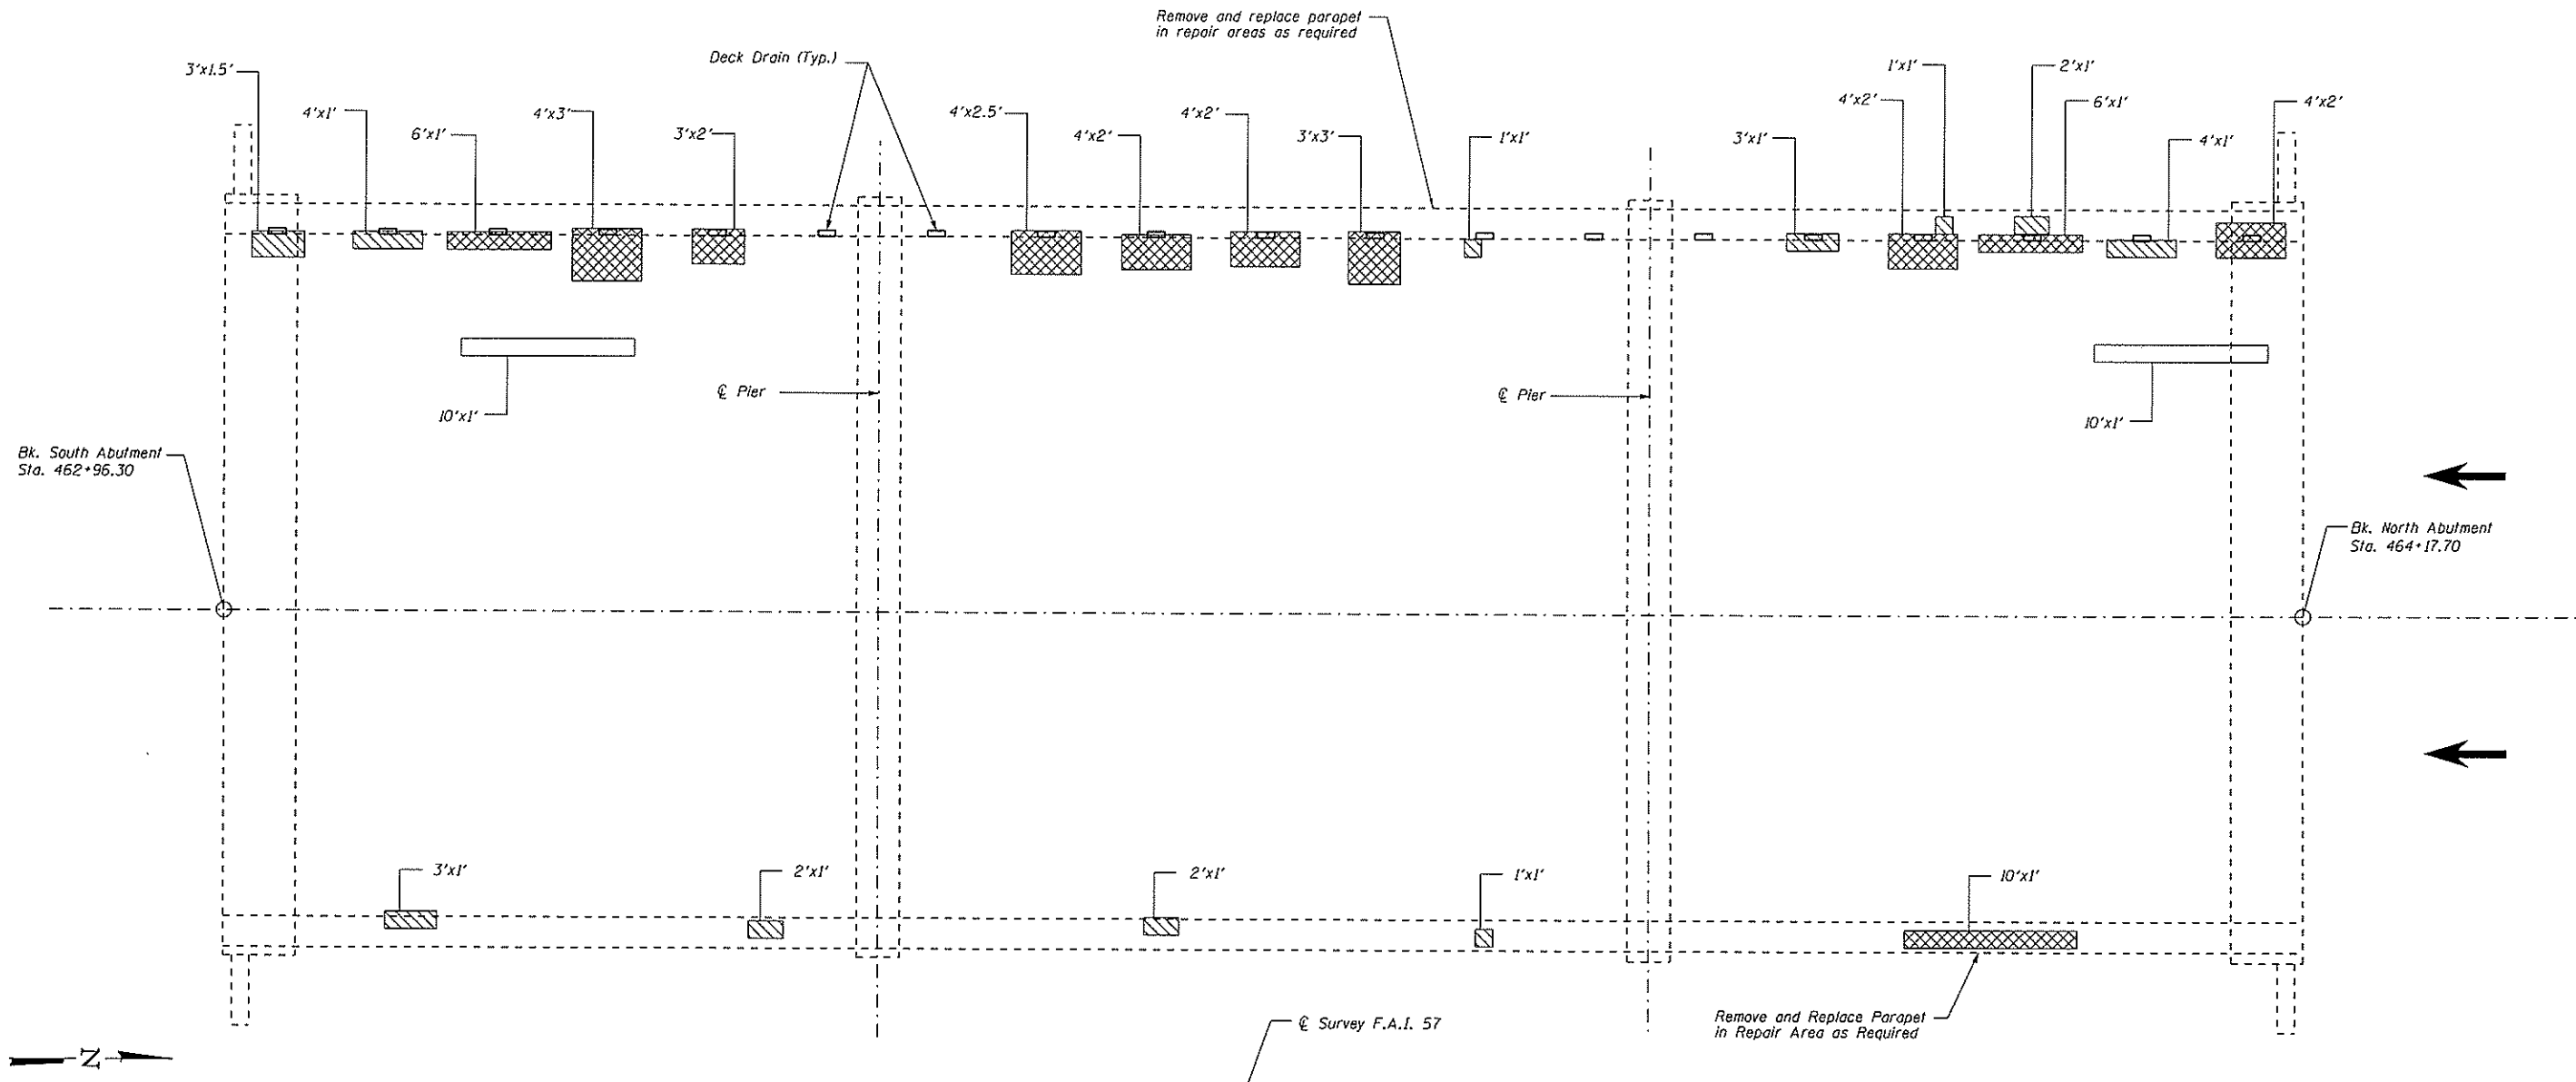 Remove and replace parapet
in repair areas as required
Deck Drain (Typ.)
3'x1.5'
4'x1'
6'x1'
4'x3'
3'x2'
4'x2.5'
4'x2'
4'x2'
3'x3'
1'x1'
3'x1'
4'x2'
1'x1'
2'x1'
6'x1'
4'x1'
4'x2'
10'x1'
℄ Pier
℄ Pier
10'x1'
Bk. South Abutment
Sta. 462+96.30
Bk. North Abutment
Sta. 464+17.70
3'x1'
2'x1'
2'x1'
1'x1'
10'x1'
Remove and Replace Parapet
in Repair Area as Required
℄ Survey F.A.I. 57
N